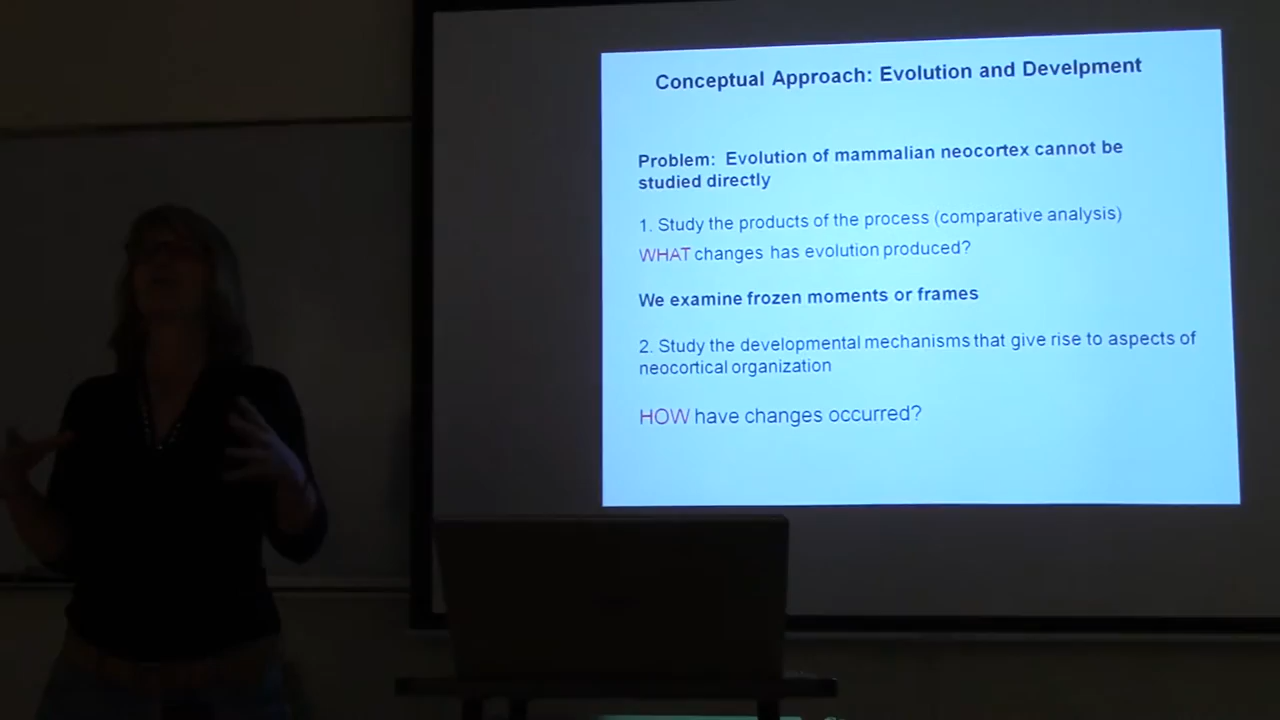 Conceptual Approach: Evolution and Develpment
Problem: Evolution of mammalian neocortex cannot be
studied directly
1. Study the products of the process (comparative analysis)
WHAT changes has evolution produced?
We examine frozen moments or frames
2. Study the developmental mechanisms that give rise to aspects of
neocortical organization
HOW have changes occurred?